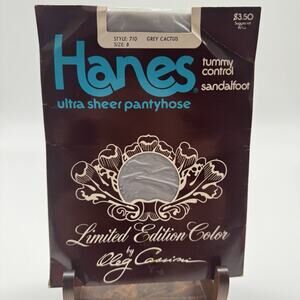 STYLE: 710 GREY CACTUS
SIZE: B
$3.50
Hanes
tummy
control
sandalfoot
ultra sheer pantyhose
Limited Edition Color
by
Oleg Cassini